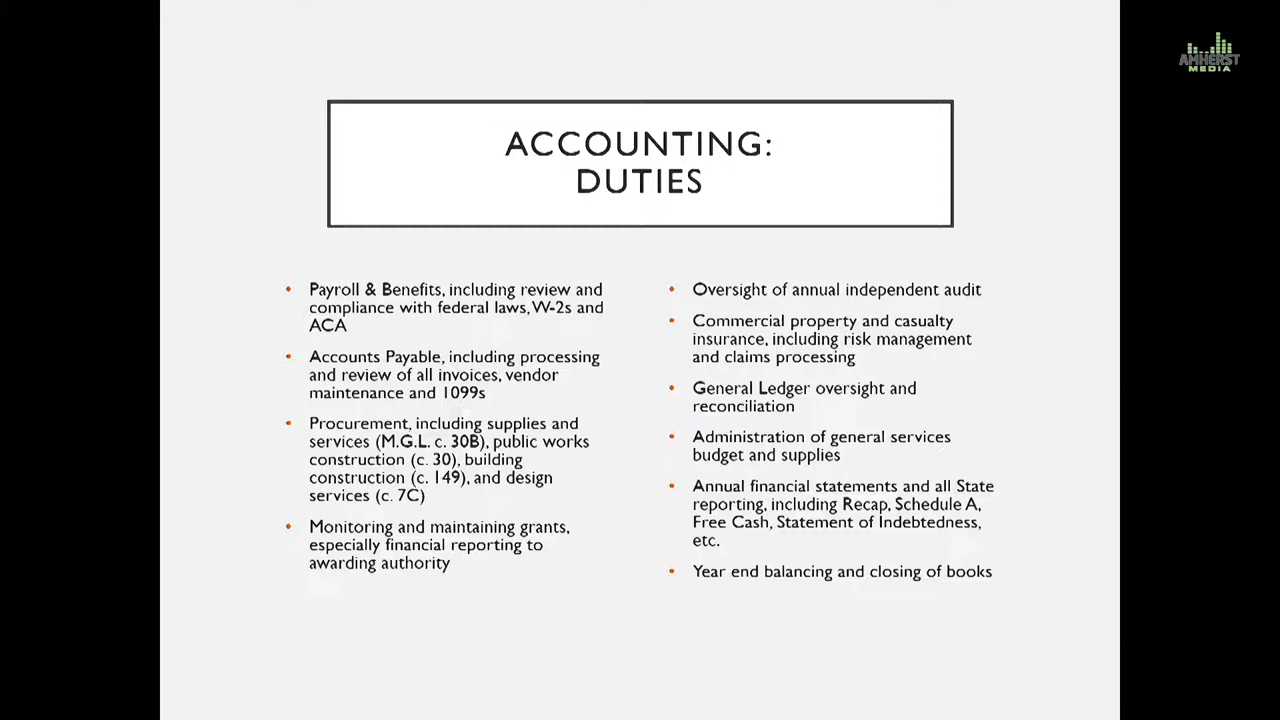 AMHERST
MEDIA
ACCOUNTING:
DUTIES
• Payroll & Benefits, including review and
compliance with federal laws, W-2s and
ACA
• Accounts Payable, including processing
and review of all invoices, vendor
maintenance and 1099s
• Procurement, including supplies and
services (M.G.L. c. 30B), public works
construction (c. 30), building
construction (c. 149), and design
services (c. 7C)
• Monitoring and maintaining grants,
especially financial reporting to
awarding authority
• Oversight of annual independent audit
• Commercial property and casualty
insurance, including risk management
and claims processing
• General Ledger oversight and
reconciliation
• Administration of general services
budget and supplies
• Annual financial statements and all State
reporting, including Recap, Schedule A,
Free Cash, Statement of Indebtedness,
etc.
• Year end balancing and closing of books